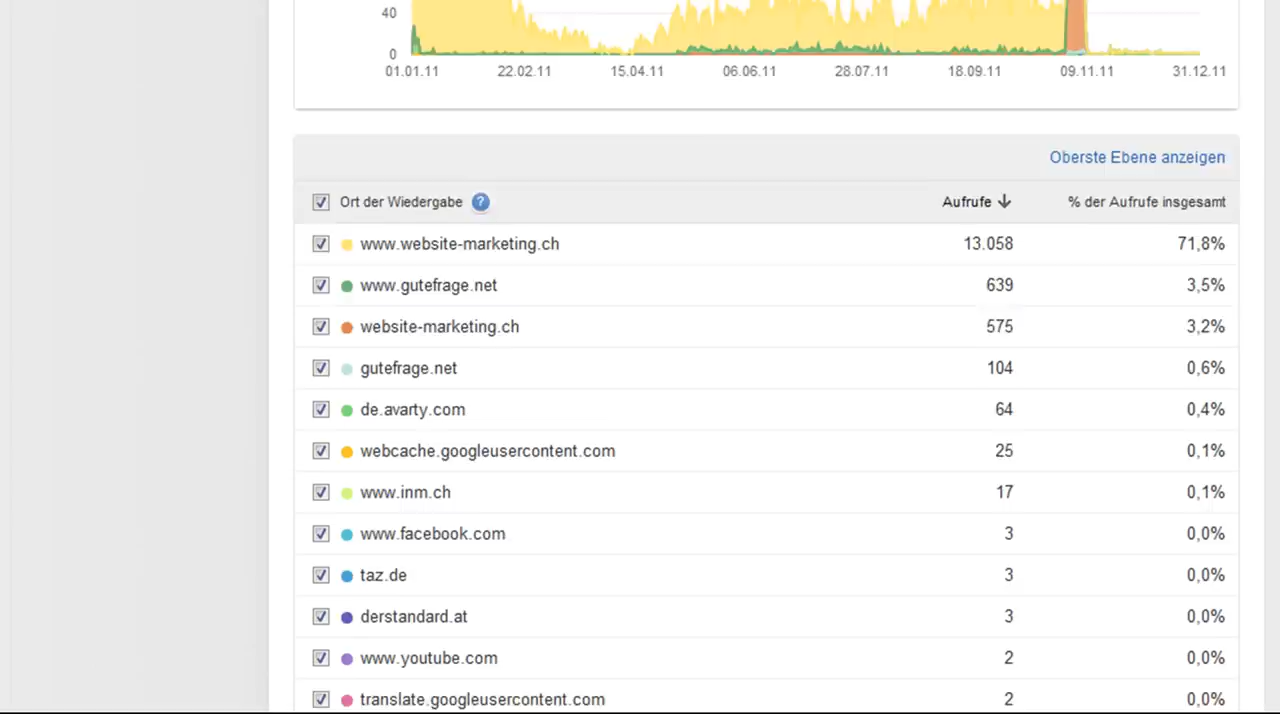 40
0
01.01.11 22.02.11 15.04.11 06.06.11 28.07.11 18.09.11 09.11.11 31.12.11
Oberste Ebene anzeigen
Ort der Wiedergabe ? Aufrufe ↓ % der Aufrufe insgesamt
www.website-marketing.ch 13.058 71,8%
www.gutefrage.net 639 3,5%
website-marketing.ch 575 3,2%
gutefrage.net 104 0,6%
de.avarty.com 64 0,4%
webcache.googleusercontent.com 25 0,1%
www.inm.ch 17 0,1%
www.facebook.com 3 0,0%
taz.de 3 0,0%
derstandard.at 3 0,0%
www.youtube.com 2 0,0%
translate.googleusercontent.com 2 0,0%